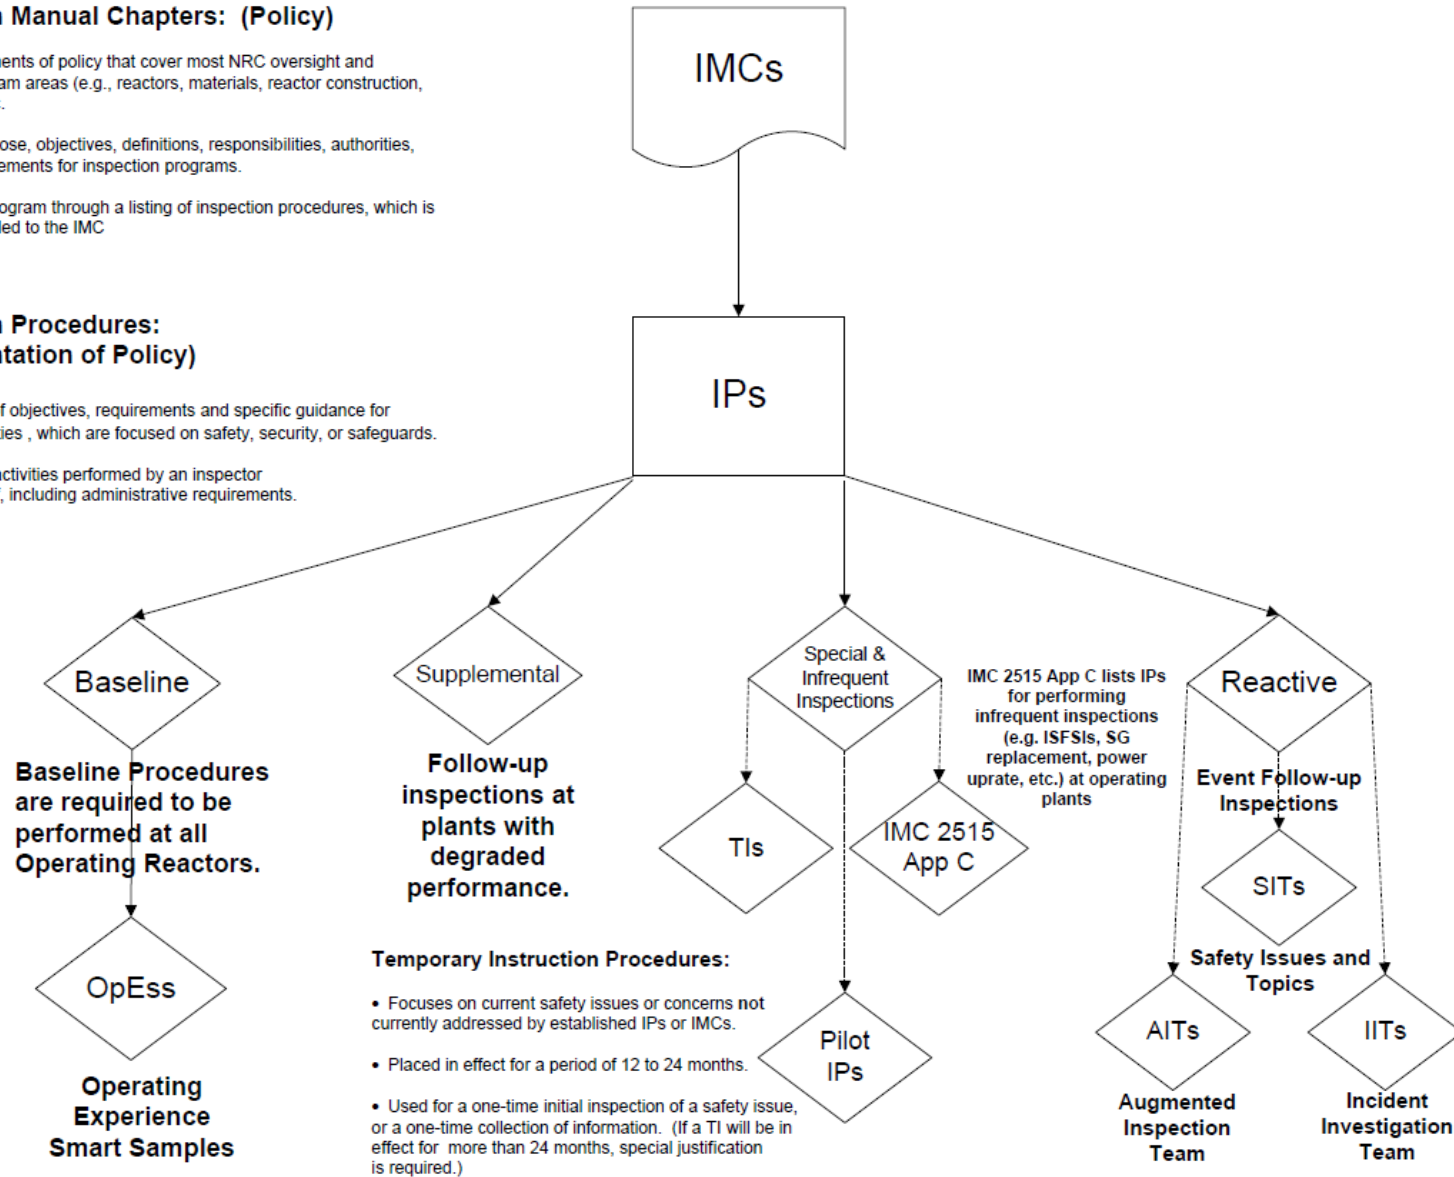 Manual Chapters: (Policy)
ments of policy that cover most NRC oversight and
am areas (e.g., reactors, materials, reactor construction,
ose, objectives, definitions, responsibilities, authorities,
ements for inspection programs.
ogram through a listing of inspection procedures, which is
led to the IMC
IMCs
Procedures:
ntation of Policy)
f objectives, requirements and specific guidance for
ties , which are focused on safety, security, or safeguards.
activities performed by an inspector
, including administrative requirements.
IPs
Baseline
Baseline Procedures
are required to be
performed at all
Operating Reactors.
OpEss
Operating
Experience
Smart Samples
Supplemental
Follow-up
inspections at
plants with
degraded
performance.
Special &
Infrequent
Inspections
TIs
IMC 2515
App C
Pilot
IPs
IMC 2515 App C lists IPs
for performing
infrequent inspections
(e.g. ISFSIs, SG
replacement, power
uprate, etc.) at operating
plants
Temporary Instruction Procedures:
• Focuses on current safety issues or concerns not
currently addressed by established IPs or IMCs.
• Placed in effect for a period of 12 to 24 months.
• Used for a one-time initial inspection of a safety issue,
or a one-time collection of information. (If a TI will be in
effect for more than 24 months, special justification
is required.)
Reactive
Event Follow-up
Inspections
SITs
Safety Issues and
Topics
AITs
Augmented
Inspection
Team
IITs
Incident
Investigation
Team